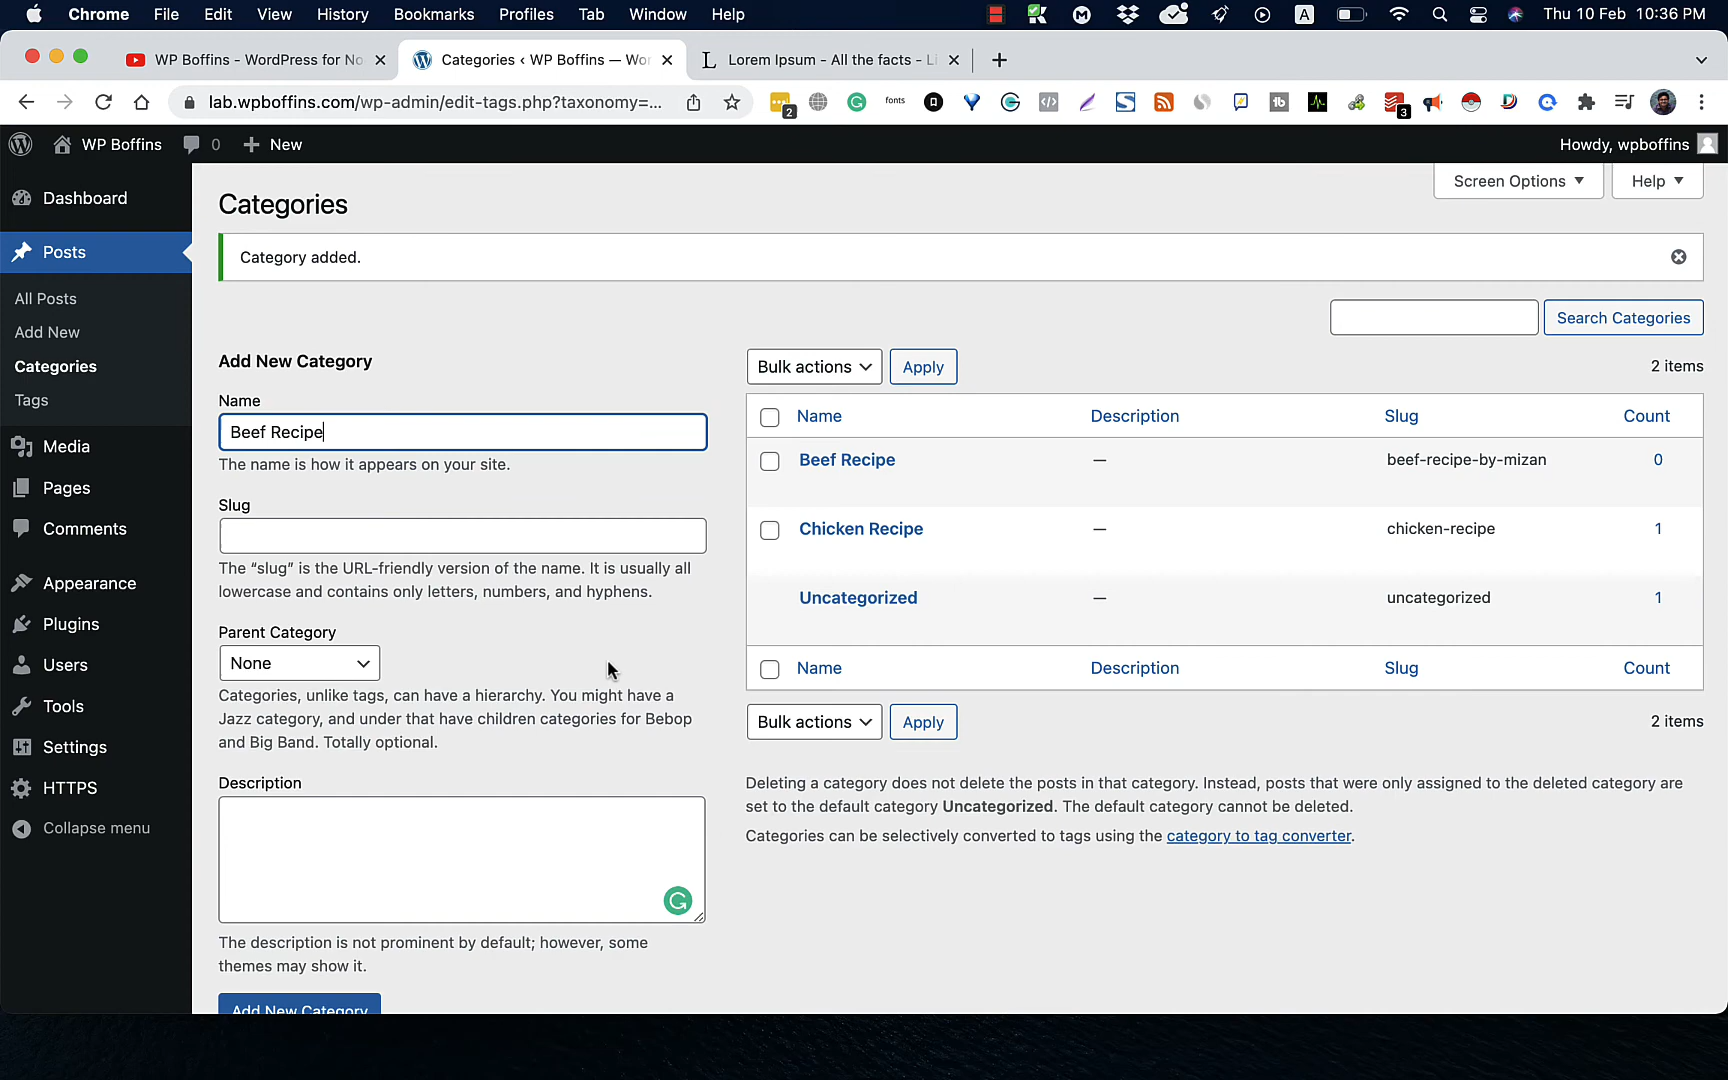 Chrome File Edit View History Bookmarks Profiles Tab Window Help A Thu 10 Feb 10:36 PM
WP Boffins - WordPress for No Categories ‹ WP Boffins — Wor Lorem Ipsum - All the facts - Li
lab.wpboffins.com/wp-admin/edit-tags.php?taxonomy=... 2 fonts tb 3
WP Boffins 0 + New Howdy, wpboffins
Screen Options Help
Dashboard
Posts
All Posts
Add New
Categories
Tags
Media
Pages
Comments
Appearance
Plugins
Users
Tools
Settings
HTTPS
Collapse menu
Categories
Category added.
Search Categories
Add New Category
Name
Beef Recipe
The name is how it appears on your site.
Slug
The “slug” is the URL-friendly version of the name. It is usually all
lowercase and contains only letters, numbers, and hyphens.
Parent Category
None
Categories, unlike tags, can have a hierarchy. You might have a
Jazz category, and under that have children categories for Bebop
and Big Band. Totally optional.
Description
The description is not prominent by default; however, some
themes may show it.
Add New Category
Bulk actions Apply 2 items
Name Description Slug Count
Beef Recipe — beef-recipe-by-mizan 0
Chicken Recipe — chicken-recipe 1
Uncategorized — uncategorized 1
Name Description Slug Count
Bulk actions Apply 2 items
Deleting a category does not delete the posts in that category. Instead, posts that were only assigned to the deleted category are
set to the default category Uncategorized. The default category cannot be deleted.
Categories can be selectively converted to tags using the category to tag converter.